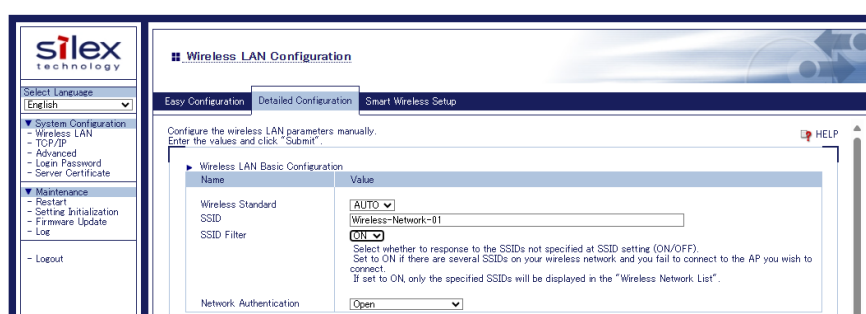 silex
technology
Select Language
English
▼ System Configuration
- Wireless LAN
- TCP/IP
- Advanced
- Login Password
- Server Certificate
▼ Maintenance
- Restart
- Setting Initialization
- Firmware Update
- Log
- Logout
Wireless LAN Configuration
Easy Configuration Detailed Configuration Smart Wireless Setup
Configure the wireless LAN parameters manually.
Enter the values and click "Submit".
HELP
► Wireless LAN Basic Configuration
Name Value
Wireless Standard AUTO
SSID Wireless-Network-01
SSID Filter ON
Select whether to response to the SSIDs not specified at SSID setting (ON/OFF).
Set to ON if there are several SSIDs on your wireless network and you fail to connect to the AP you wish to
connect.
If set to ON, only the specified SSIDs will be displayed in the "Wireless Network List".
Network Authentication Open